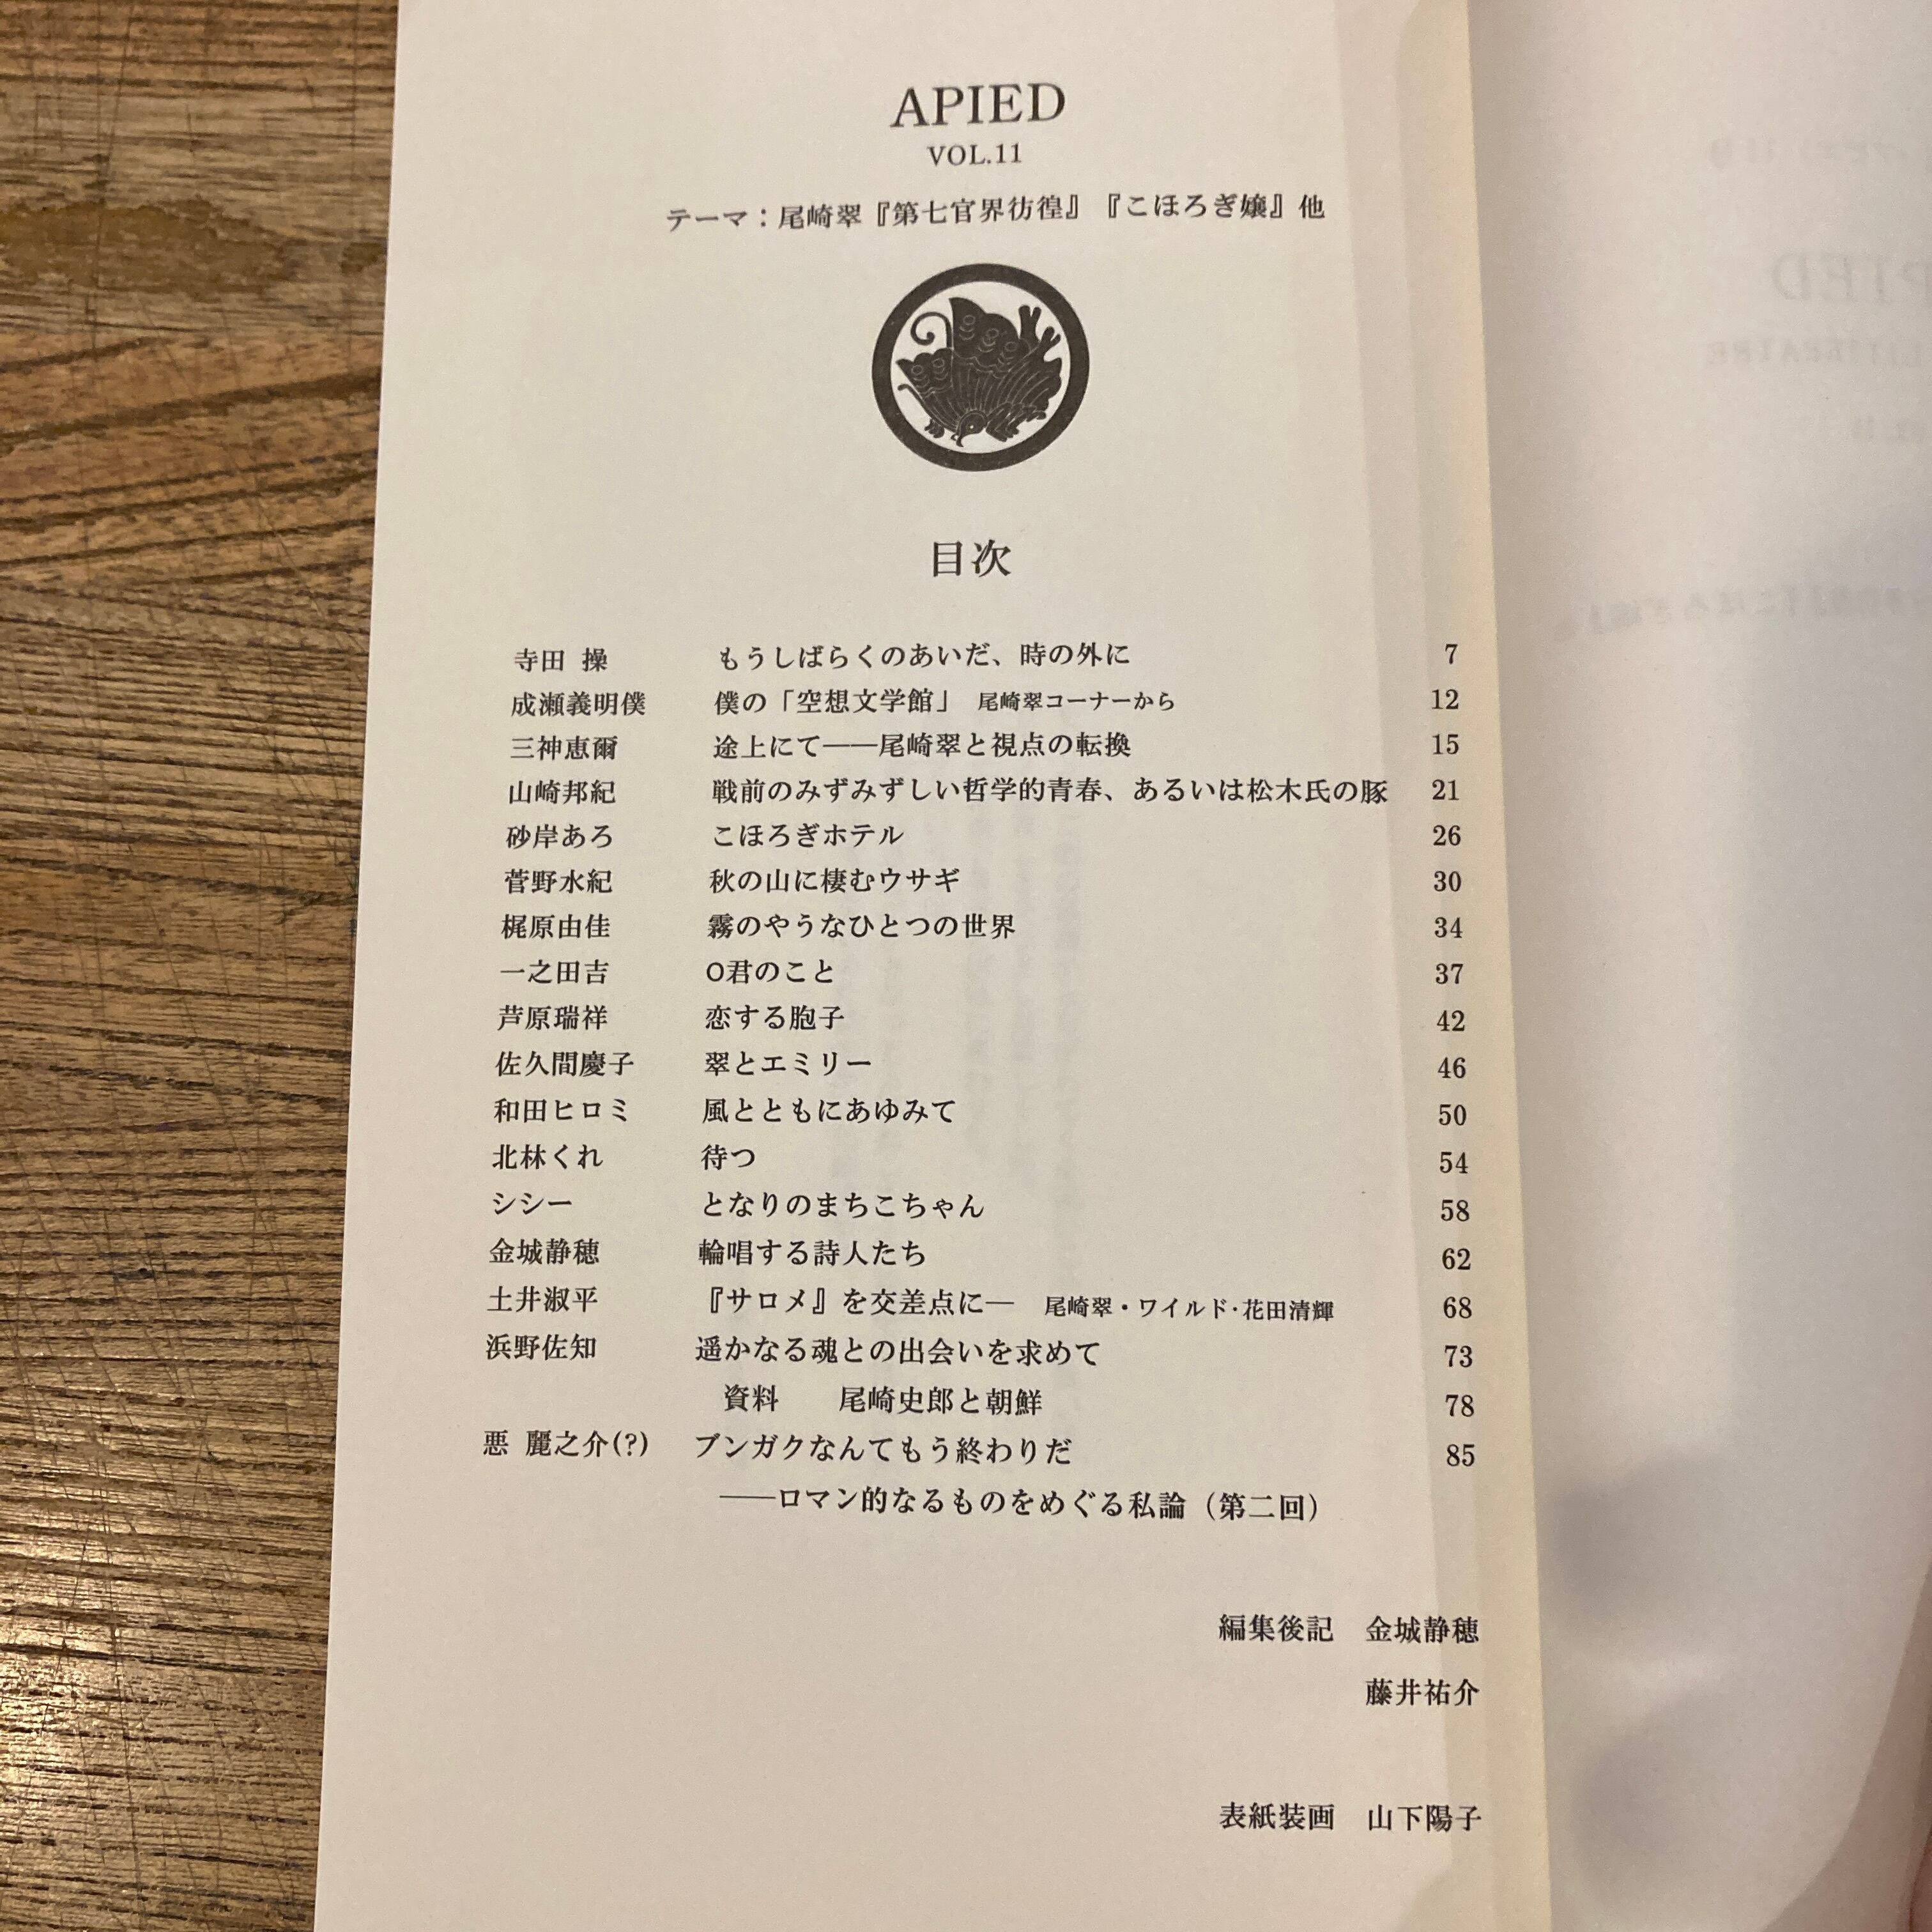 APIED
VOL.11
テーマ：尾崎翠『第七官界彷徨』『こほろぎ嬢』他
目次
寺田 操 もうしばらくのあいだ、時の外に 7
成瀬義明僕 僕の「空想文学館」 尾崎翠コーナーから 12
三神恵爾 途上にて――尾崎翠と視点の転換 15
山崎邦紀 戦前のみずみずしい哲学的青春、あるいは松木氏の豚 21
砂岸あろ こほろぎホテル 26
菅野水紀 秋の山に棲むウサギ 30
梶原由佳 霧のやうなひとつの世界 34
一之田吉 O君のこと 37
芦原瑞祥 恋する胞子 42
佐久間慶子 翠とエミリー 46
和田ヒロミ 風とともにあゆみて 50
北林くれ 待つ 54
シシー となりのまちこちゃん 58
金城静穂 輪唱する詩人たち 62
土井淑平 『サロメ』を交差点に― 尾崎翠・ワイルド・花田清輝 68
浜野佐知 遥かなる魂との出会いを求めて 73
資料 尾崎史郎と朝鮮 78
悪 麗之介(?) ブンガクなんてもう終わりだ 85
――ロマン的なるものをめぐる私論（第二回）
編集後記 金城静穂
藤井祐介
表紙装画 山下陽子